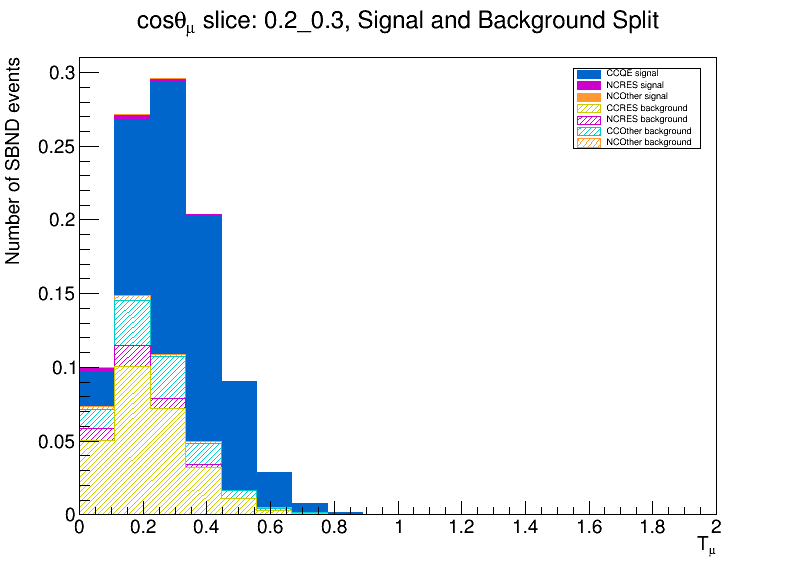 cosθμ slice: 0.2_0.3, Signal and Background Split
Number of SBND events
0.3
0.25
0.2
0.15
0.1
0.05
0
CCQE signal
NCRES signal
NCOther signal
CCRES background
NCRES background
CCOther background
NCOther background
0 0.2 0.4 0.6 0.8 1 1.2 1.4 1.6 1.8 2
Tμ